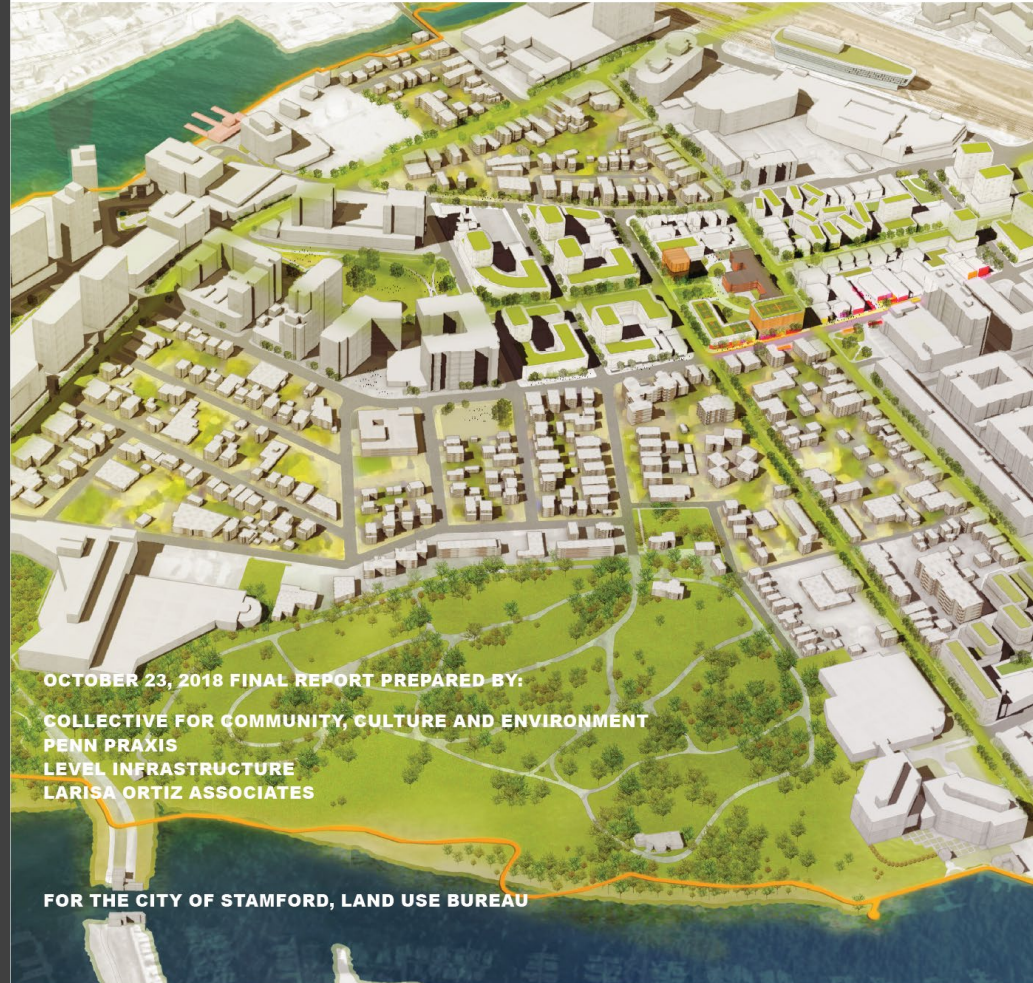 OCTOBER 23, 2018 FINAL REPORT PREPARED BY:
COLLECTIVE FOR COMMUNITY, CULTURE AND ENVIRONMENT
PENN PRAXIS
LEVEL INFRASTRUCTURE
LARISA ORTIZ ASSOCIATES
FOR THE CITY OF STAMFORD, LAND USE BUREAU